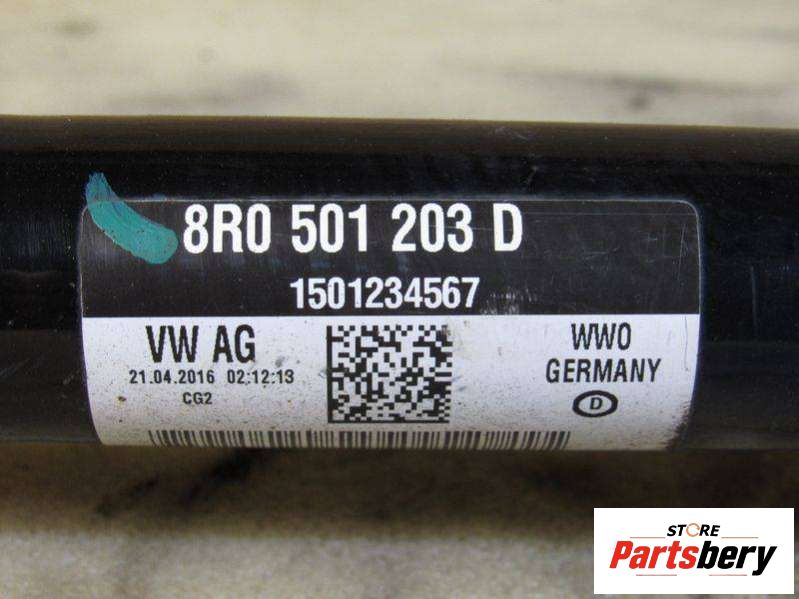 8R0 501 203 D
1501234567
VW AG
21.04.2016 02:12:13
CG2
WWO
GERMANY
D
STORE
Partsbery